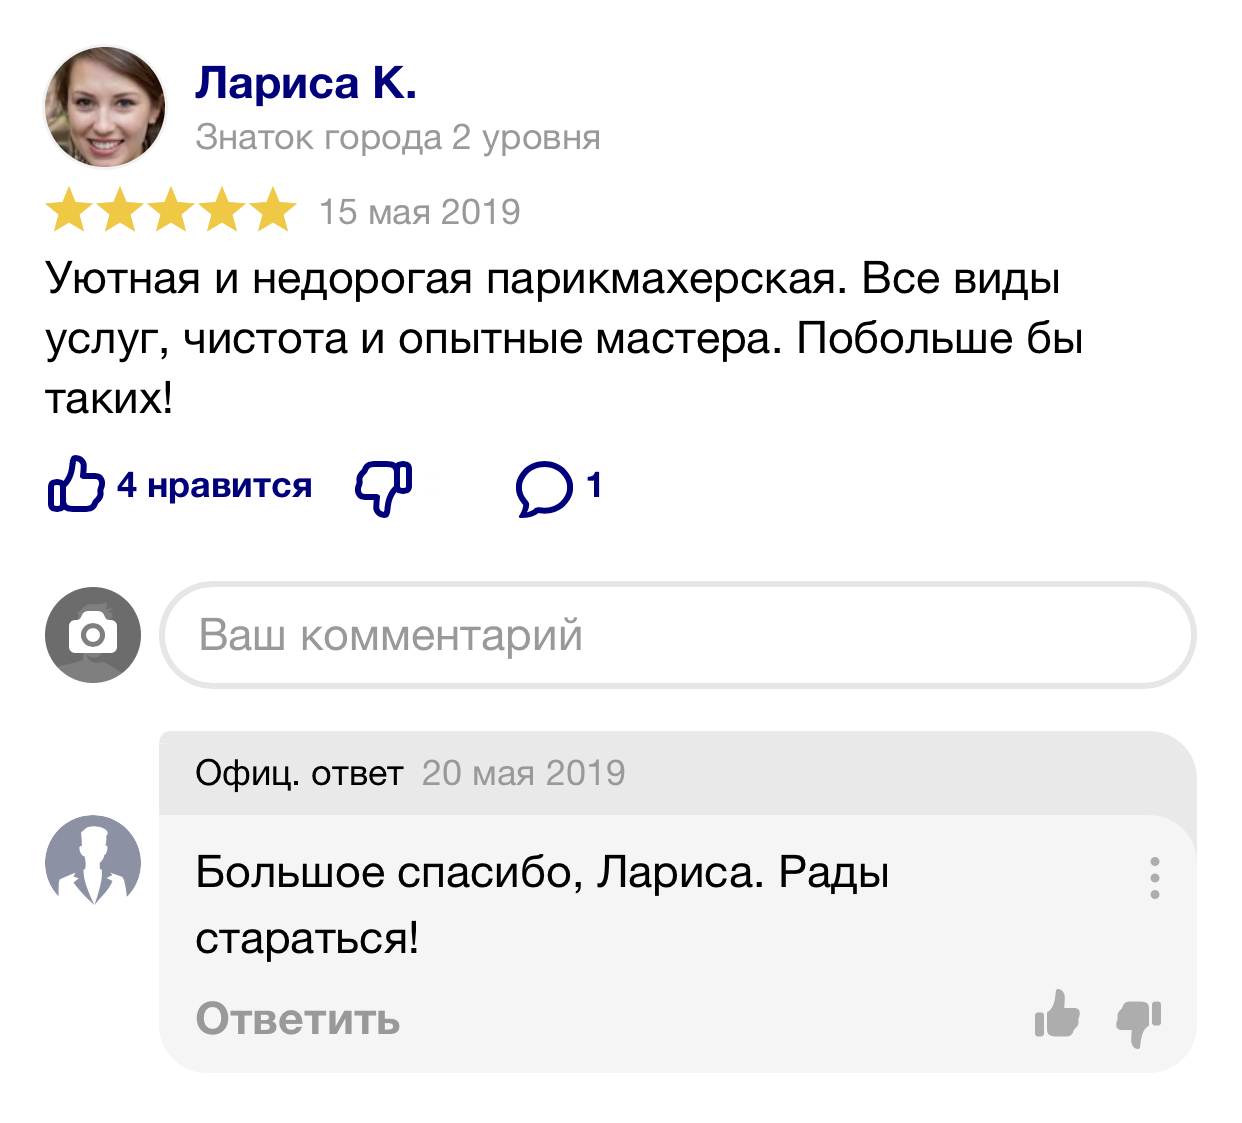 Лариса К.
Знаток города 2 уровня
15 мая 2019
Уютная и недорогая парикмахерская. Все виды
услуг, чистота и опытные мастера. Побольше бы
таких!
4 нравится 1
Ваш комментарий
Офиц. ответ 20 мая 2019
Большое спасибо, Лариса. Рады
стараться!
Ответить